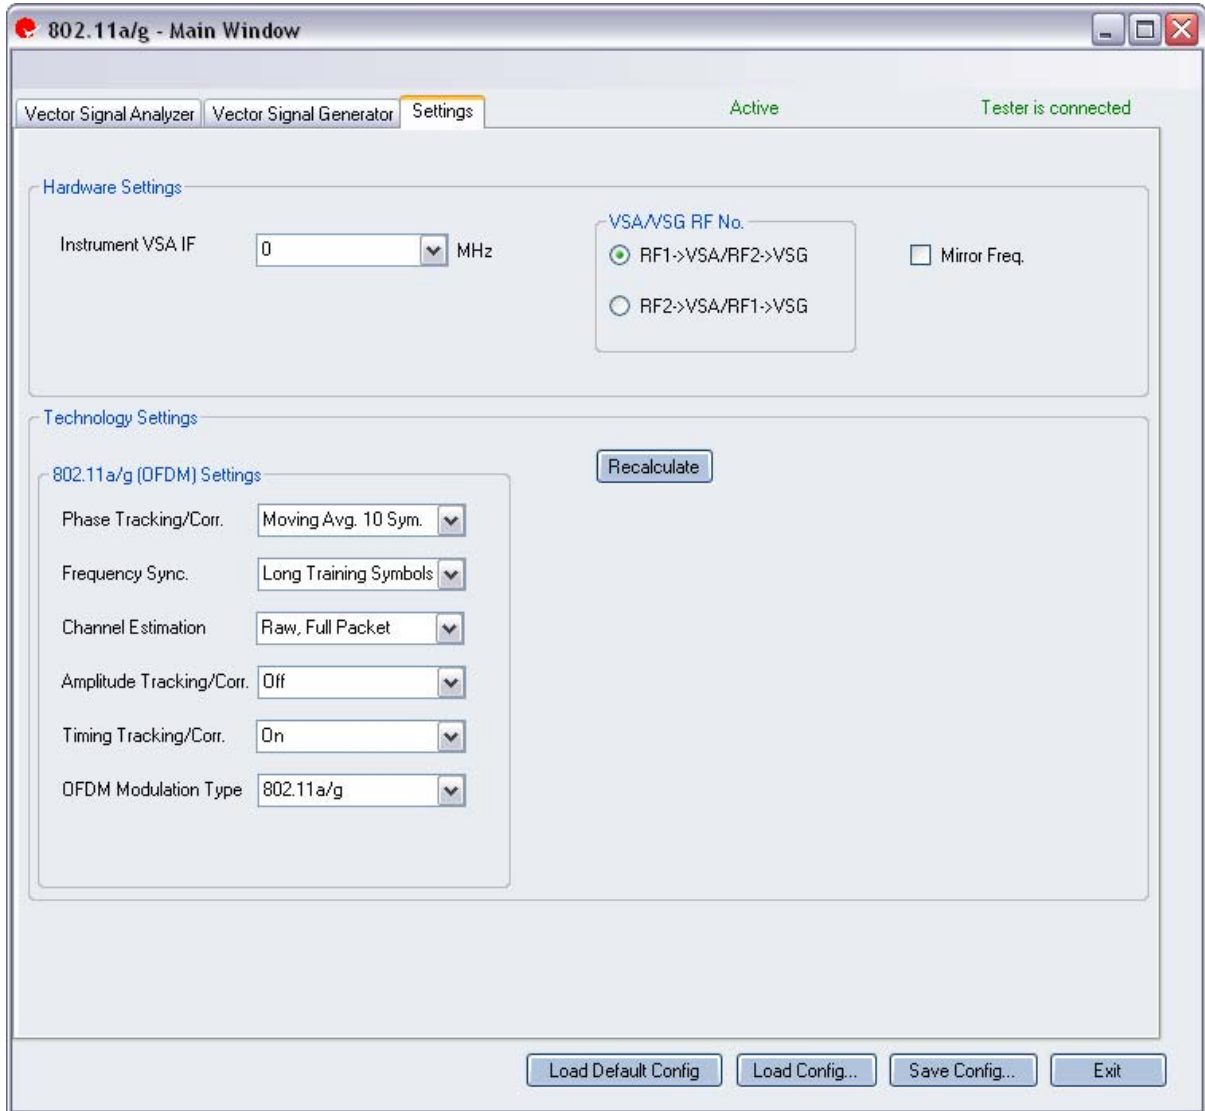 802.11a/g - Main Window
Vector Signal Analyzer Vector Signal Generator Settings Active Tester is connected
Hardware Settings
VSA/VSG RF No.
Instrument VSA IF 0 MHz RF1->VSA/RF2->VSG Mirror Freq.
RF2->VSA/RF1->VSG
Technology Settings
Recalculate
802.11a/g (OFDM) Settings
Phase Tracking/Corr. Moving Avg. 10 Sym.
Frequency Sync. Long Training Symbols
Channel Estimation Raw, Full Packet
Amplitude Tracking/Corr. Off
Timing Tracking/Corr. On
OFDM Modulation Type 802.11a/g
Load Default Config Load Config... Save Config... Exit